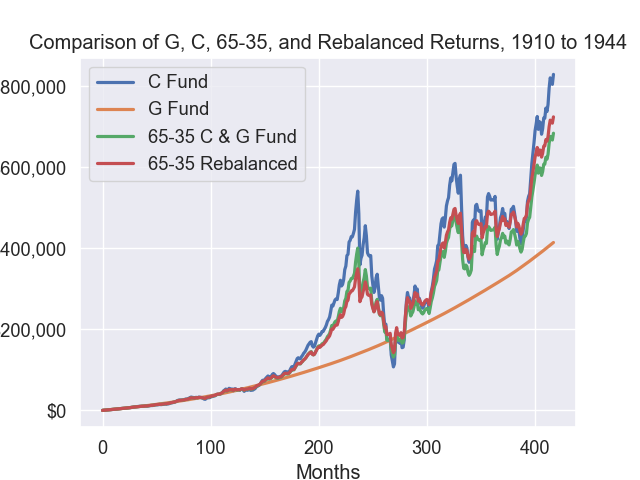 Comparison of G, C, 65-35, and Rebalanced Returns, 1910 to 1944
C Fund
G Fund
65-35 C & G Fund
65-35 Rebalanced
800,000
600,000
400,000
200,000
$0
0 100 200 300 400
Months